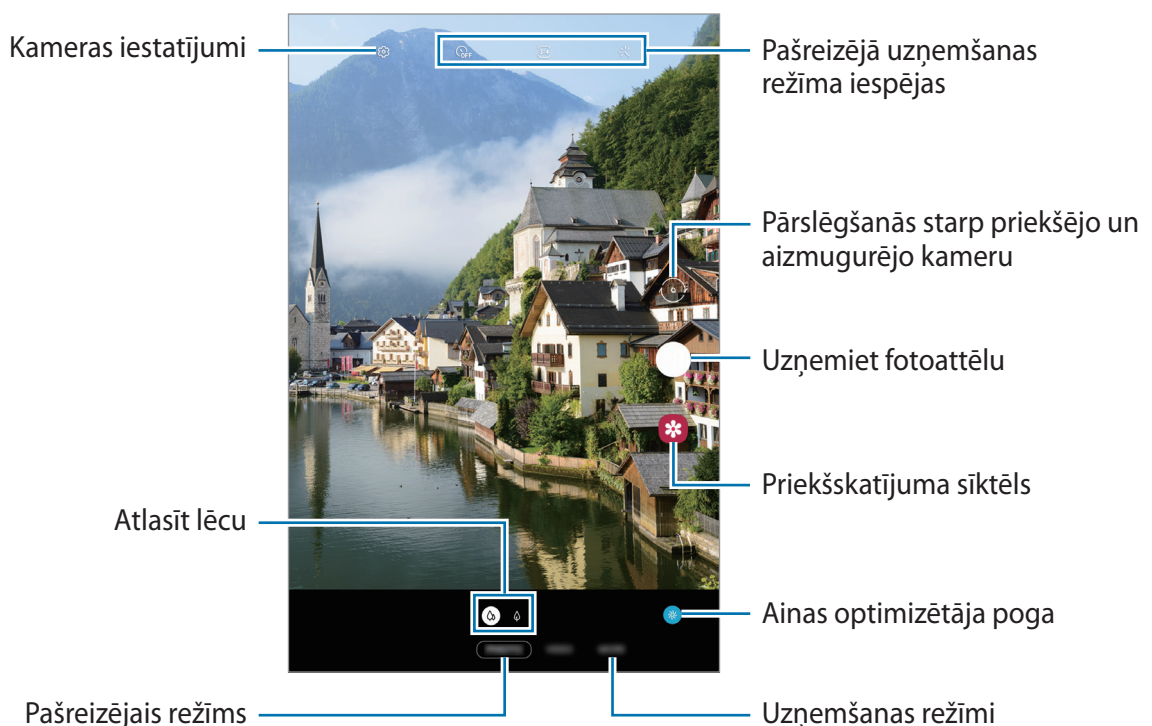 Kameras iestatījumi
OFF
Pašreizējā uzņemšanas
režīma iespējas
Pārslēgšanās starp priekšējo un
aizmugurējo kameru
Uzņemiet fotoattēlu
Priekšskatījuma sīktēls
Atlasīt lēcu
Ainas optimizētāja poga
Pašreizējais režīms
Uzņemšanas režīmi